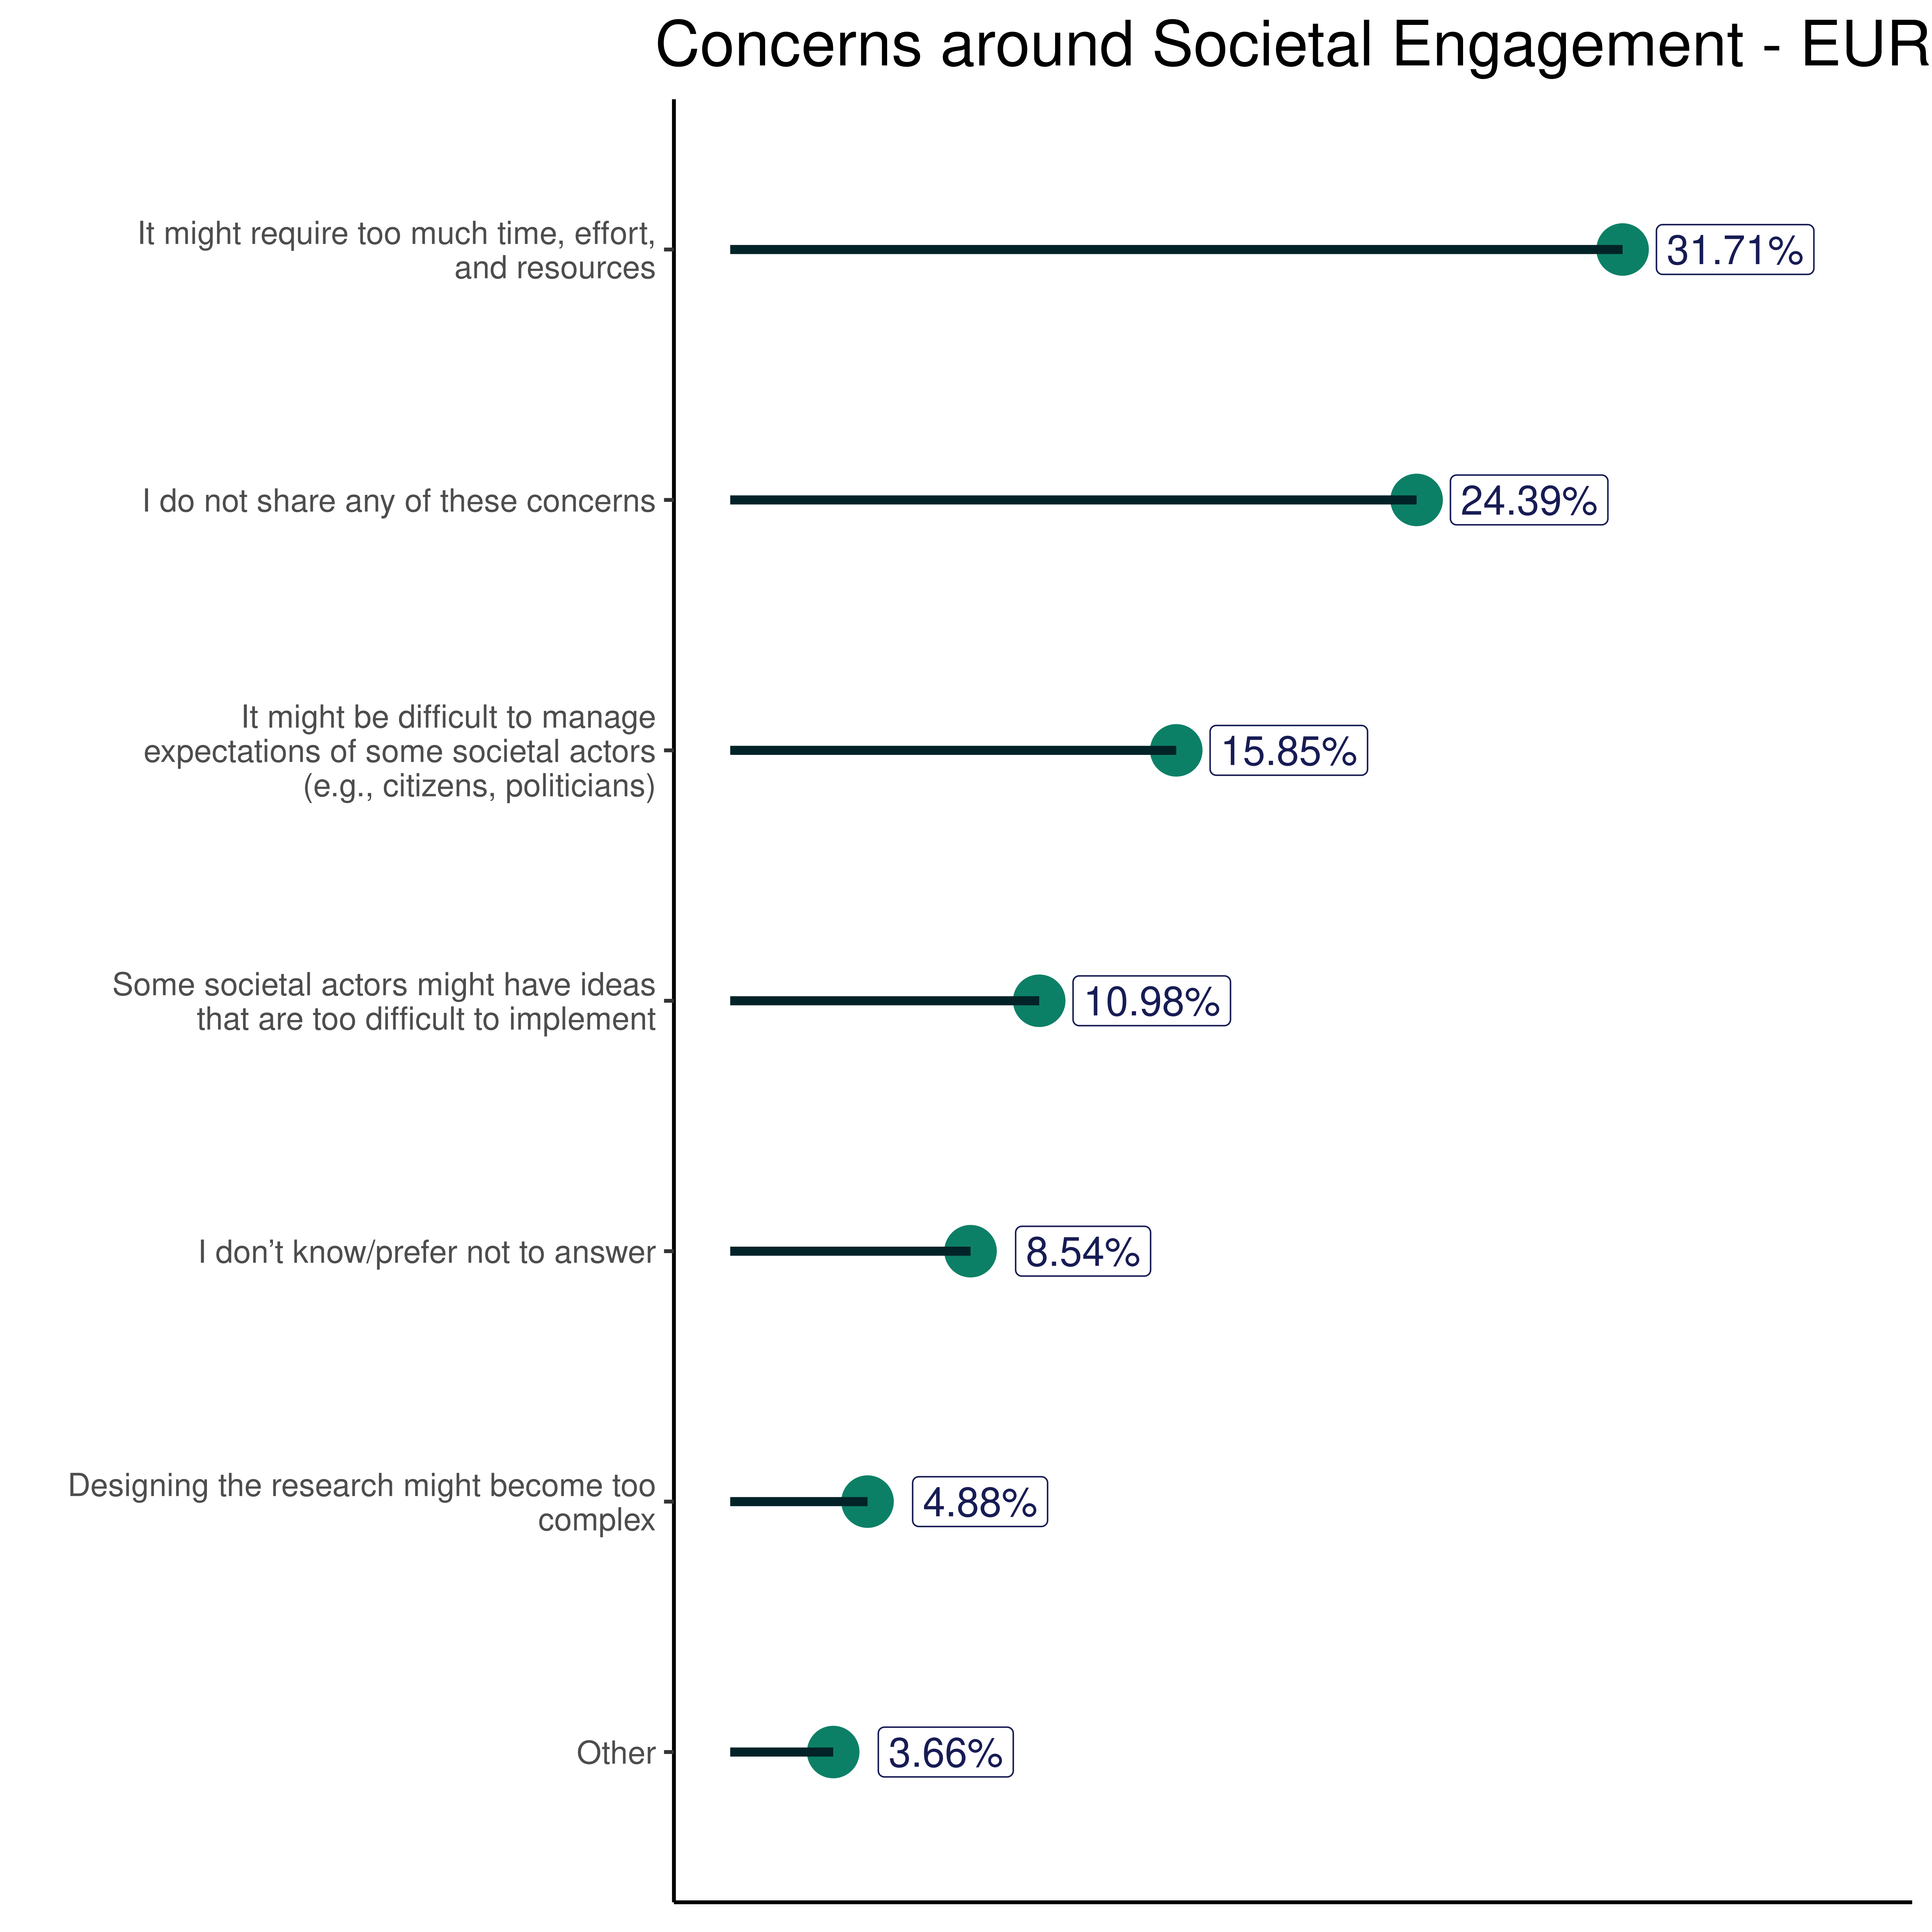 Concerns around Societal Engagement - EUR
It might require too much time, effort,
and resources
31.71%
I do not share any of these concerns
24.39%
It might be difficult to manage
expectations of some societal actors
(e.g., citizens, politicians)
15.85%
Some societal actors might have ideas
that are too difficult to implement
10.98%
I don’t know/prefer not to answer
8.54%
Designing the research might become too
complex
4.88%
Other
3.66%